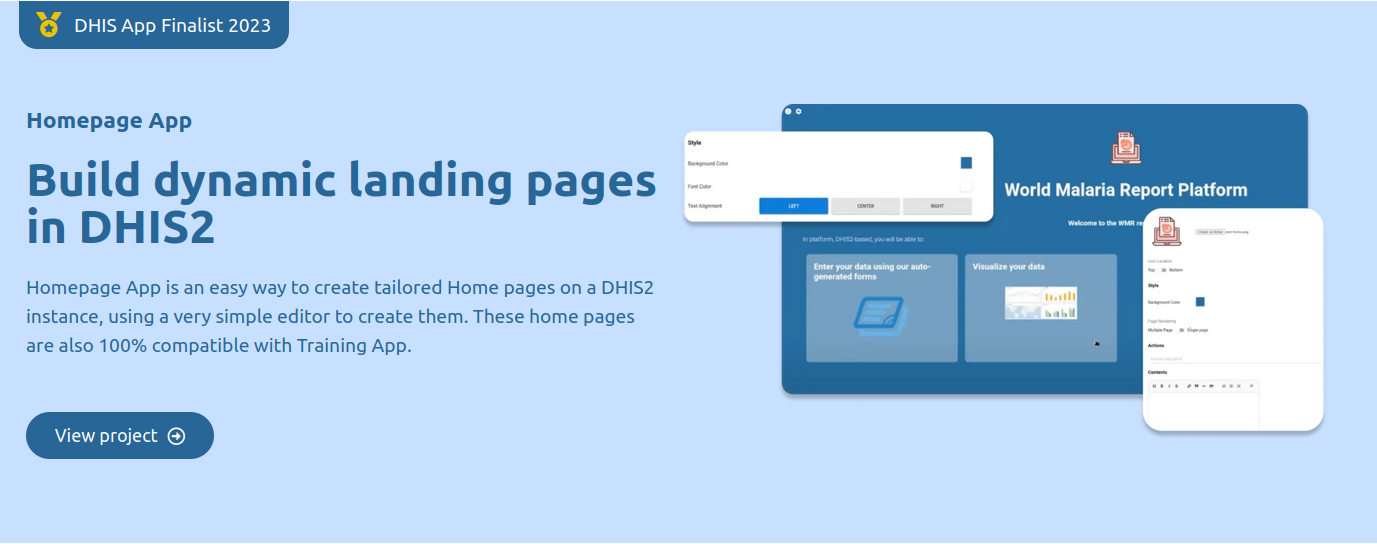 DHIS App Finalist 2023
Homepage App
Build dynamic landing pages
in DHIS2
Homepage App is an easy way to create tailored Home pages on a DHIS2
instance, using a very simple editor to create them. These home pages
are also 100% compatible with Training App.
View project
Style
Background Color
Font Color
Text Alignment
LEFT
CENTER
RIGHT
World Malaria Report Platform
Welcome to the WMR re
In platform, DHIS2-based, you will be able to:
Enter your data using our auto-
generated forms
Visualize your data
Icon Location
Top
Bottom
Style
Background Color
Page Rendering
Multiple Page
Single page
Actions
Contents